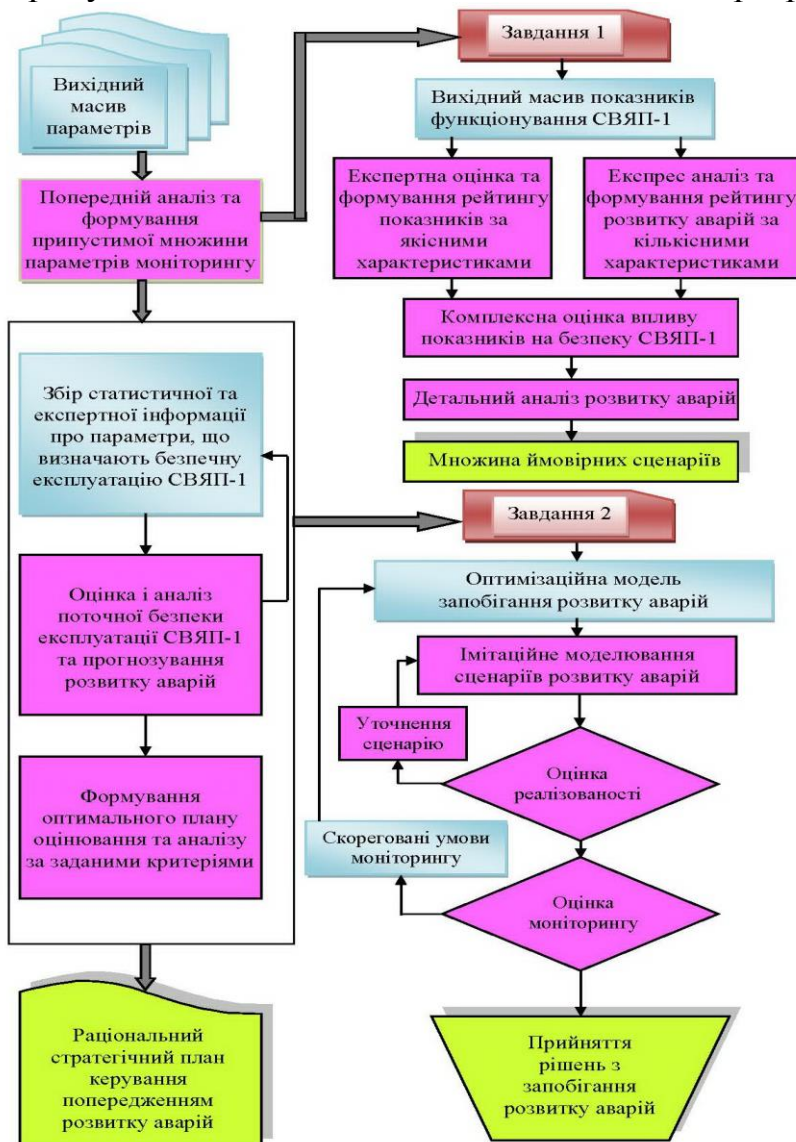 Вихідний
масив
параметрів
Попередній аналіз та
формування
припустимої множини
параметрів моніторингу
Збір статистичної та
експертної інформації
про параметри, що
визначають безпечну
експлуатацію СВЯП-1
Оцінка і аналіз
поточної безпеки
експлуатації СВЯП-1
та прогнозування
розвитку аварій
Формування
оптимального плану
оцінювання та аналізу
за заданими критеріями
Раціональний
стратегічний план
керування
попередженням
розвитку аварій
Завдання 1
Вихідний масив показників
функціонування СВЯП-1
Експертна оцінка та
формування рейтингу
показників за
якісними
характеристиками
Експрес аналіз та
формування рейтингу
розвитку аварій за
кількісними
характеристиками
Комплексна оцінка впливу
показників на безпеку СВЯП-1
Детальний аналіз розвитку аварій
Множина ймовірних сценаріїв
Завдання 2
Оптимізаційна модель
запобігання розвитку аварій
Імітаційне моделювання
сценаріїв розвитку аварій
Уточнення
сценарію
Оцінка
реалізованості
Скореговані умови
моніторингу
Оцінка
моніторингу
Прийняття
рішень з
запобігання
розвитку аварій